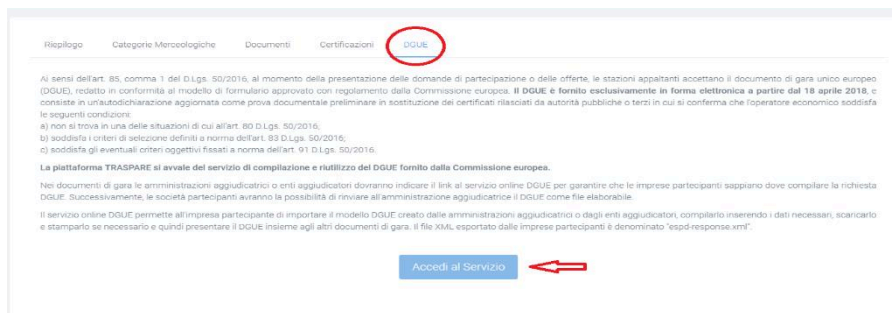 Riepilogo Categorie Merceologiche Documenti Certificazioni DGUE
Ai sensi dell'art. 85, comma 1 del D.Lgs. 50/2016, al momento della presentazione delle domande di partecipazione o delle offerte, le stazioni appaltanti accettano il documento di gara unico europeo
(DGUE), redatto in conformità al modello di formulario approvato con regolamento dalla Commissione europea. Il DGUE è fornito esclusivamente in forma elettronica a partire dal 18 aprile 2018, e
consiste in un'autodichiarazione aggiornata come prova documentale preliminare in sostituzione dei certificati rilasciati da autorità pubbliche o terzi in cui si conferma che l'operatore economico soddisfa
le seguenti condizioni:
a) non si trova in una delle situazioni di cui all'art. 80 D.Lgs. 50/2016;
b) soddisfa i criteri di selezione definiti a norma dell'art. 83 D.Lgs. 50/2016;
c) soddisfa gli eventuali criteri oggettivi fissati a norma dell'art. 91 D.Lgs. 50/2016.
La piattaforma TRASPARE si avvale del servizio di compilazione e riutilizzo del DGUE fornito dalla Commissione europea.
Nei documenti di gara le amministrazioni aggiudicatrici o enti aggiudicatori dovranno indicare il link al servizio online DGUE per garantire che le imprese partecipanti sappiano dove compilare la richiesta
DGUE. Successivamente, le società partecipanti avranno la possibilità di rinviare all'amministrazione aggiudicatrice il DGUE come file elaborabile.
Il servizio online DGUE permette all'impresa partecipante di importare il modello DGUE creato dalle amministrazioni aggiudicatrici o dagli enti aggiudicatori, compilarlo inserendo i dati necessari, scaricarlo
e stamparlo se necessario e quindi presentare il DGUE insieme agli altri documenti di gara. Il file XML esportato dalle imprese partecipanti è denominato "espd-response.xml".
Accedi al Servizio